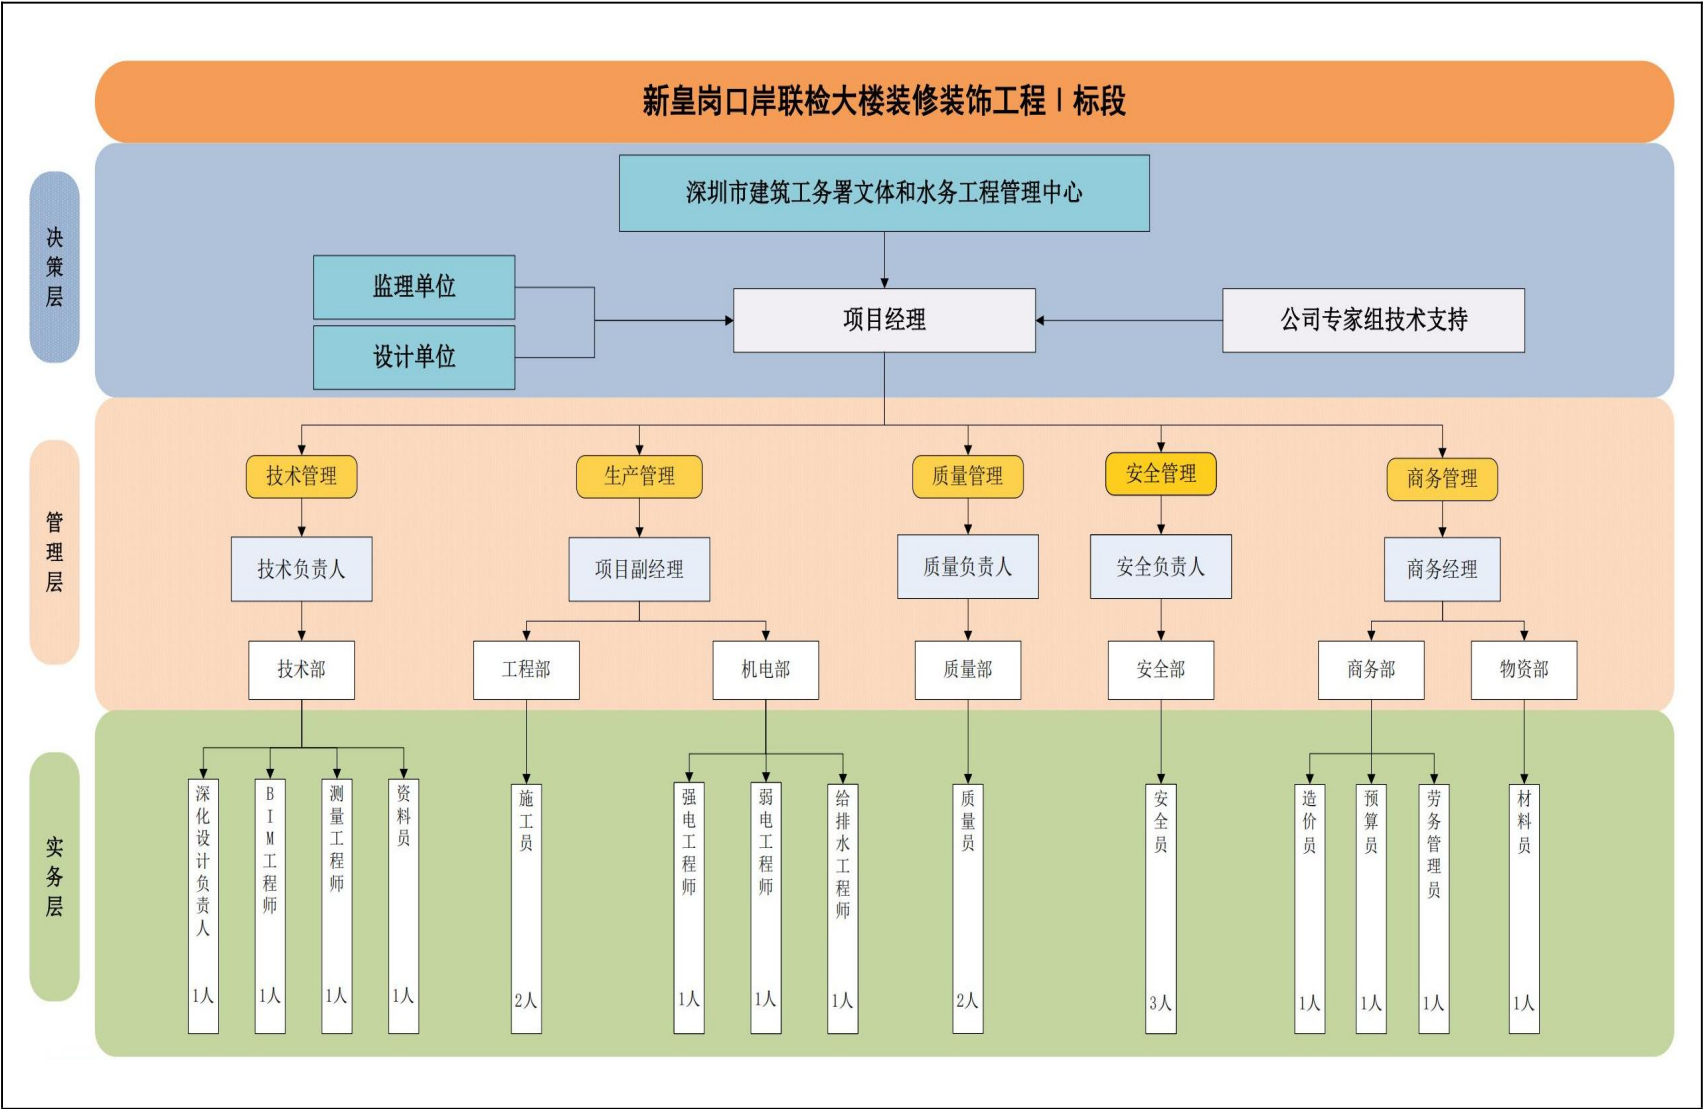 新皇岗口岸联检大楼装修装饰工程Ⅰ标段
决策层
深圳市建筑工务署文体和水务工程管理中心
监理单位
设计单位
项目经理
公司专家组技术支持
管理层
技术管理
生产管理
质量管理
安全管理
商务管理
技术负责人
项目副经理
质量负责人
安全负责人
商务经理
技术部
工程部
机电部
质量部
安全部
商务部
物资部
实务层
深化设计负责人
1人
BIM工程师
1人
测量工程师
1人
资料员
1人
施工员
2人
强电工程师
1人
弱电工程师
1人
给排水工程师
1人
质量员
2人
安全员
3人
造价员
1人
预算员
1人
劳务管理员
1人
材料员
1人